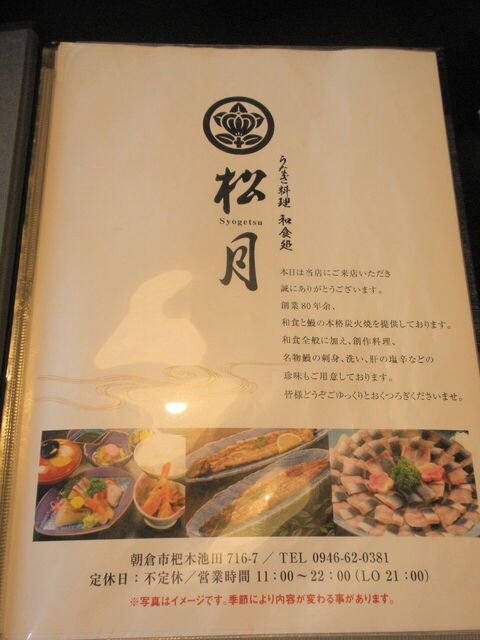 うなぎ料理 和食処
松月
Syogetsu
本日は当店にご来店いただき
誠にありがとうございます。
創業80年余、
和食と鰻の本格炭火焼を提供しております。
和食全般に加え、創作料理、
名物鰻の刺身、洗い、肝の塩辛などの
珍味もご用意しております。
皆様どうぞごゆっくりとおくつろぎくださいませ。
朝倉市杷木池田 716-7 / TEL 0946-62-0381
定休日：不定休／営業時間 11：00～22：00 (LO 21：00)
※写真はイメージです。季節により内容が変わる事があります。